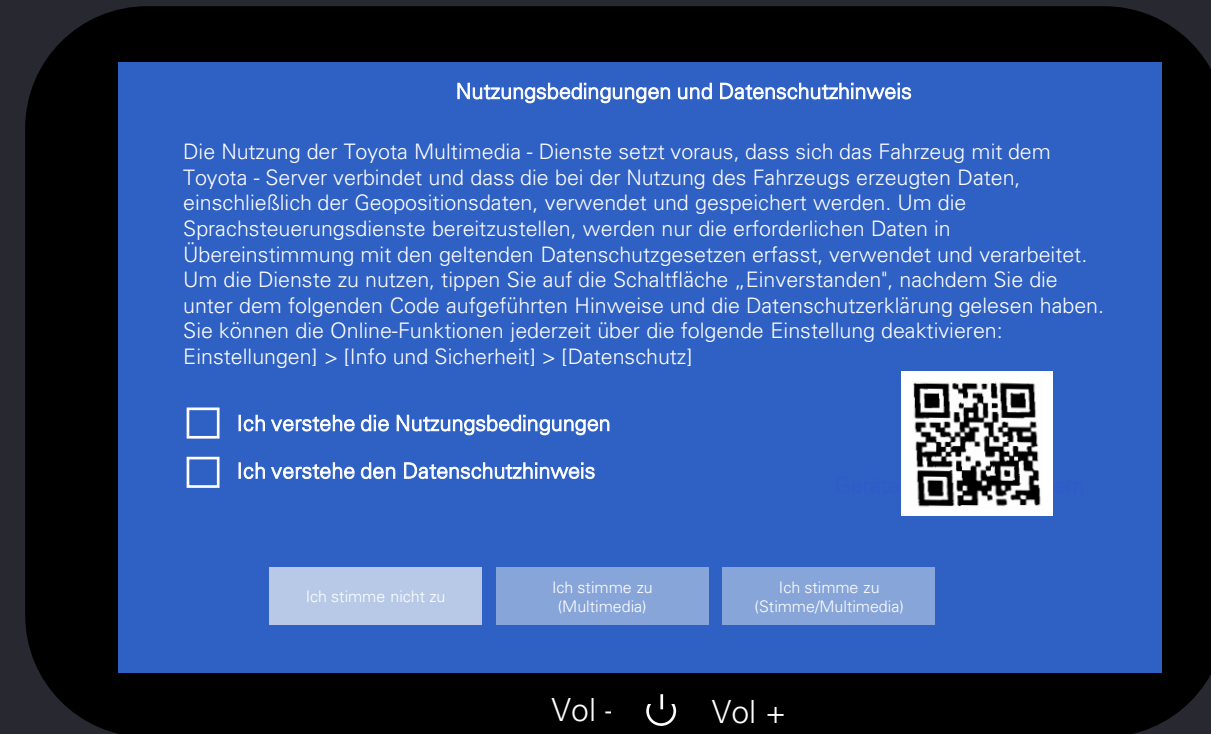 Nutzungsbedingungen und Datenschutzhinweis
Die Nutzung der Toyota Multimedia - Dienste setzt voraus, dass sich das Fahrzeug mit dem
Toyota - Server verbindet und dass die bei der Nutzung des Fahrzeugs erzeugten Daten,
einschließlich der Geopositionsdaten, verwendet und gespeichert werden. Um die
Sprachsteuerungsdienste bereitzustellen, werden nur die erforderlichen Daten in
Übereinstimmung mit den geltenden Datenschutzgesetzen erfasst, verwendet und verarbeitet.
Um die Dienste zu nutzen, tippen Sie auf die Schaltfläche „Einverstanden", nachdem Sie die
unter dem folgenden Code aufgeführten Hinweise und die Datenschutzerklärung gelesen haben.
Sie können die Online-Funktionen jederzeit über die folgende Einstellung deaktivieren:
Einstellungen] > [Info und Sicherheit] > [Datenschutz]
Ich verstehe die Nutzungsbedingungen
Ich verstehe den Datenschutzhinweis
Ich stimme nicht zu
Ich stimme zu
(Multimedia)
Ich stimme zu
(Stimme/Multimedia)
Vol - Vol +